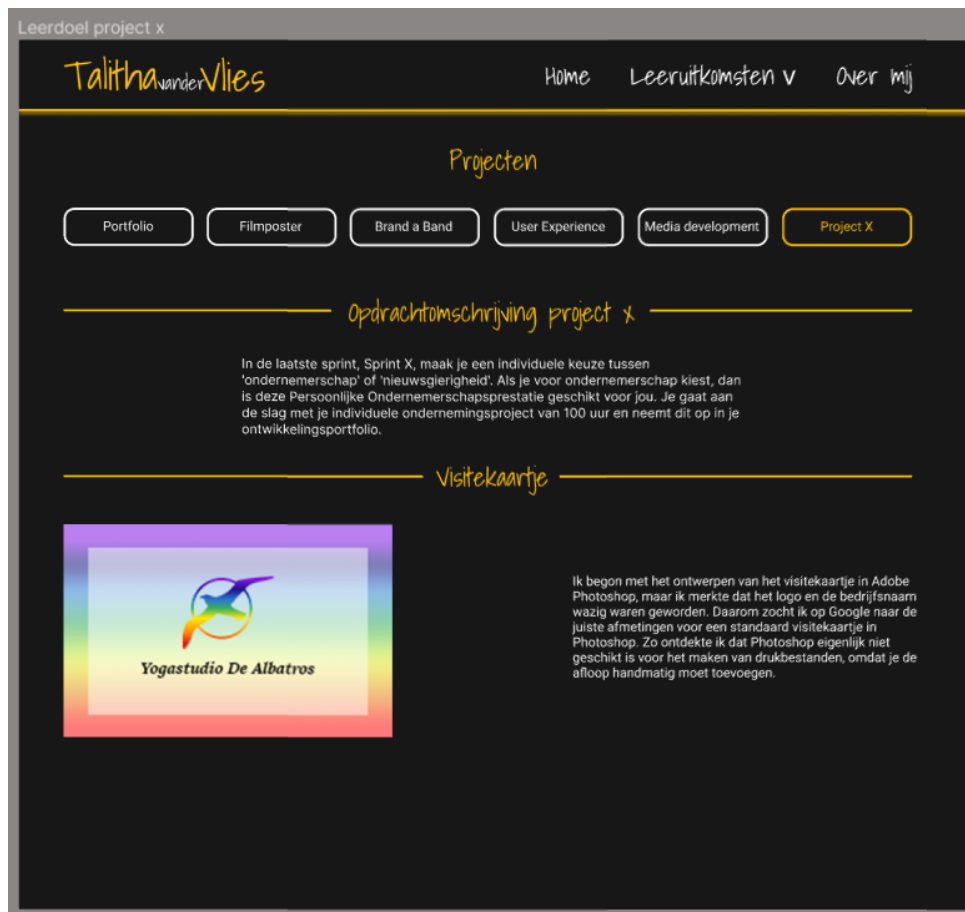 Leerdoel project x
Talitha van der Vlies
Home Leeruitkomsten v Over mij
Projecten
Portfolio Filmposter Brand a Band User Experience Media development Project X
Opdrachtomschrijving project x
In de laatste sprint, Sprint X, maak je een individuele keuze tussen
'ondernemerschap' of 'nieuwsgierigheid'. Als je voor ondernemerschap kiest, dan
is deze Persoonlijke Ondernemerschapsprestatie geschikt voor jou. Je gaat aan
de slag met je individuele ondernemingsproject van 100 uur en neemt dit op in je
ontwikkelingsportfolio.
Visitekaartje
Yogastudio De Albatros
Ik begon met het ontwerpen van het visitekaartje in Adobe
Photoshop, maar ik merkte dat het logo en de bedrijfsnaam
wazig waren geworden. Daarom zocht ik op Google naar de
juiste afmetingen voor een standaard visitekaartje in
Photoshop. Zo ontdekte ik dat Photoshop eigenlijk niet
geschikt is voor het maken van drukbestanden, omdat je de
afloop handmatig moet toevoegen.